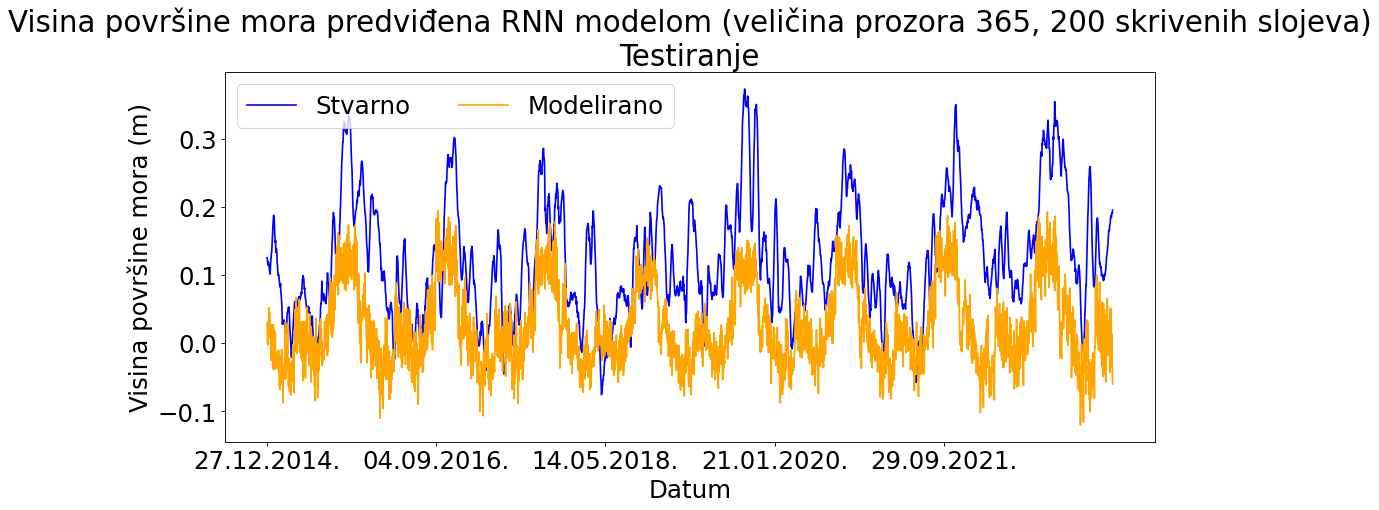 Visina površine mora predviđena RNN modelom (veličina prozora 365, 200 skrivenih slojeva)
Testiranje
Stvarno
Modelirano
Visina površine mora (m)
0.3
0.2
0.1
0.0
−0.1
27.12.2014.
04.09.2016.
14.05.2018.
21.01.2020.
29.09.2021.
Datum